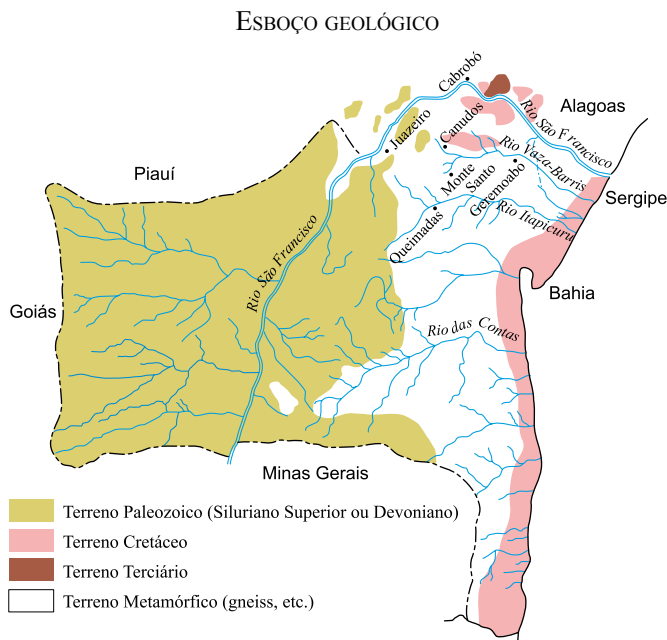 ESBOÇO GEOLÓGICO
Cabrobó
Alagoas
Rio São Francisco
Canudos
Juazeiro
Rio Vaza-Barris
Piauí
Monte
Santo
Geremoabo
Sergipe
Rio Itapicuru
Queimadas
Rio São Francisco
Bahia
Goiás
Rio das Contas
Minas Gerais
Terreno Paleozoico (Siluriano Superior ou Devoniano)
Terreno Cretáceo
Terreno Terciário
Terreno Metamórfico (gneiss, etc.)